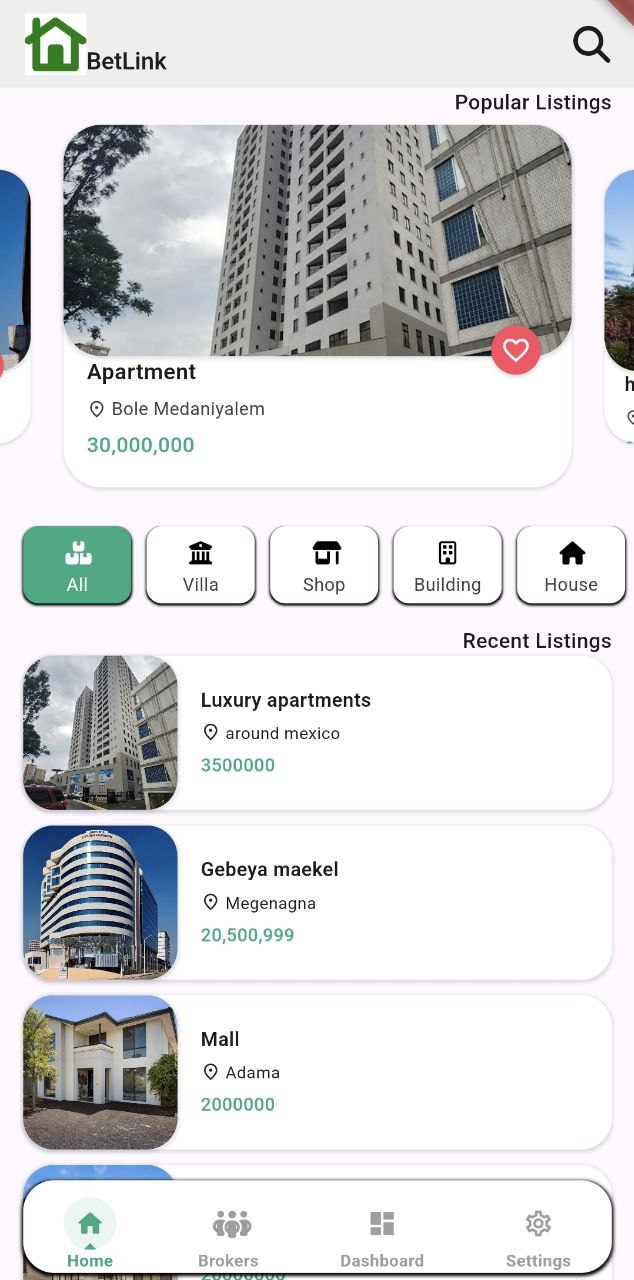 BetLink
Popular Listings
Apartment
Bole Medaniyalem
30,000,000
h
All
Villa
Shop
Building
House
Recent Listings
Luxury apartments
around mexico
3500000
Gebeya maekel
Megenagna
20,500,999
Mall
Adama
2000000
Home
Brokers
Dashboard
Settings